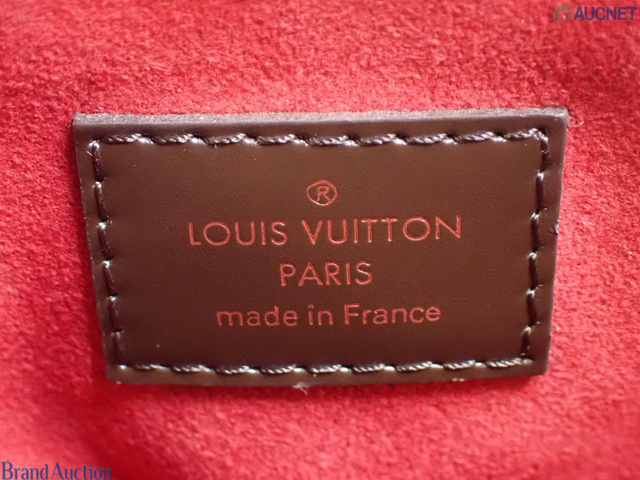 AUCNET
®
LOUIS VUITTON
PARIS
made in France
Brand Auction